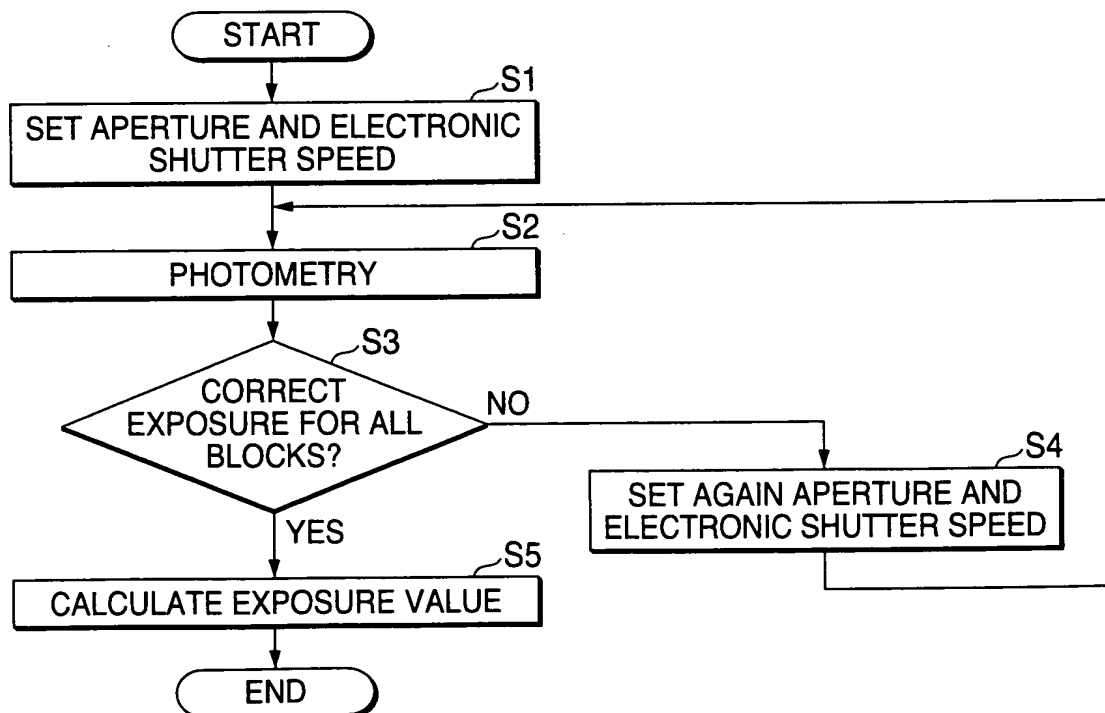 START
S1
SET APERTURE AND ELECTRONIC
SHUTTER SPEED
S2
PHOTOMETRY
S3
CORRECT
EXPOSURE FOR ALL
BLOCKS?
NO
S4
SET AGAIN APERTURE AND
ELECTRONIC SHUTTER SPEED
YES
S5
CALCULATE EXPOSURE VALUE
END